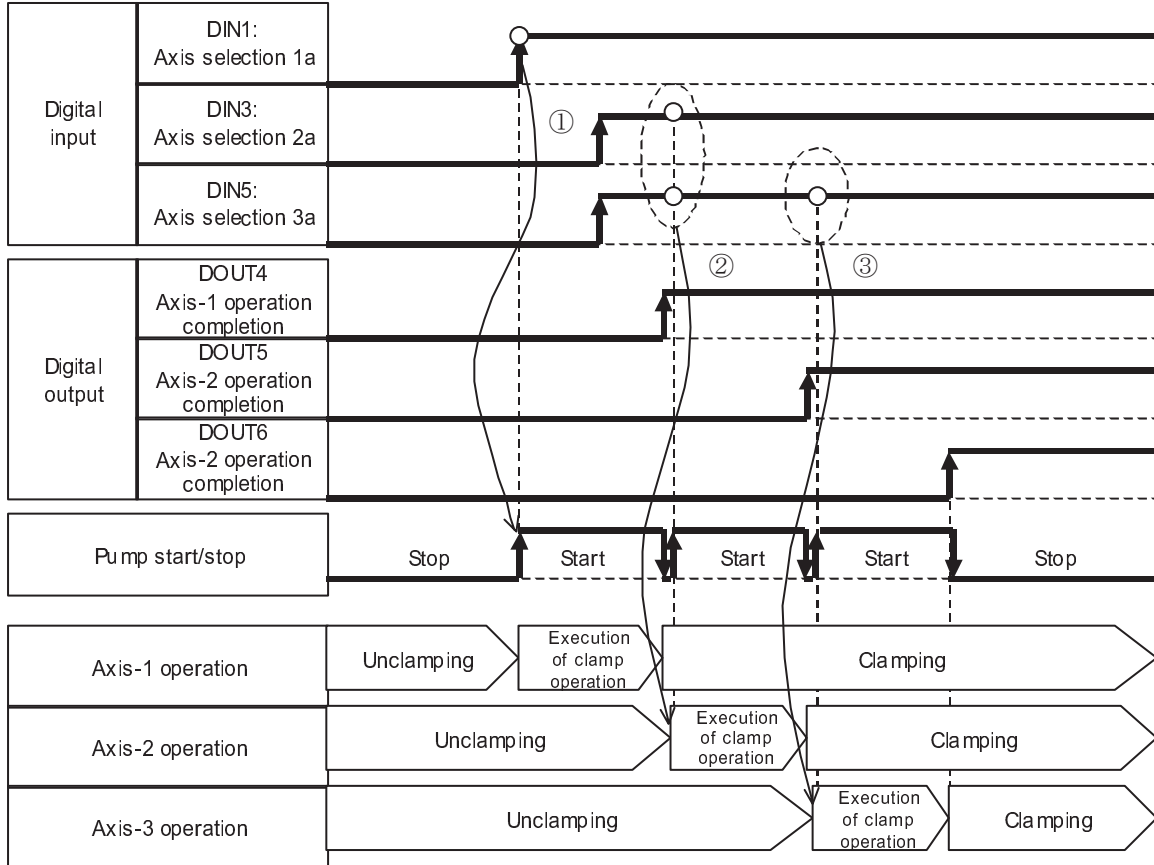 DIN1:
Axis selection 1a
Digital
input
DIN3:
Axis selection 2a
DIN5:
Axis selection 3a
①
②
③
DOUT4
Axis-1 operation
completion
Digital
output
DOUT5
Axis-2 operation
completion
DOUT6
Axis-2 operation
completion
Pump start/stop
Stop
Start
Start
Start
Stop
Axis-1 operation
Unclamping
Execution
of clamp
operation
Clamping
Axis-2 operation
Unclamping
Execution
of clamp
operation
Clamping
Axis-3 operation
Unclamping
Execution
of clamp
operation
Clamping